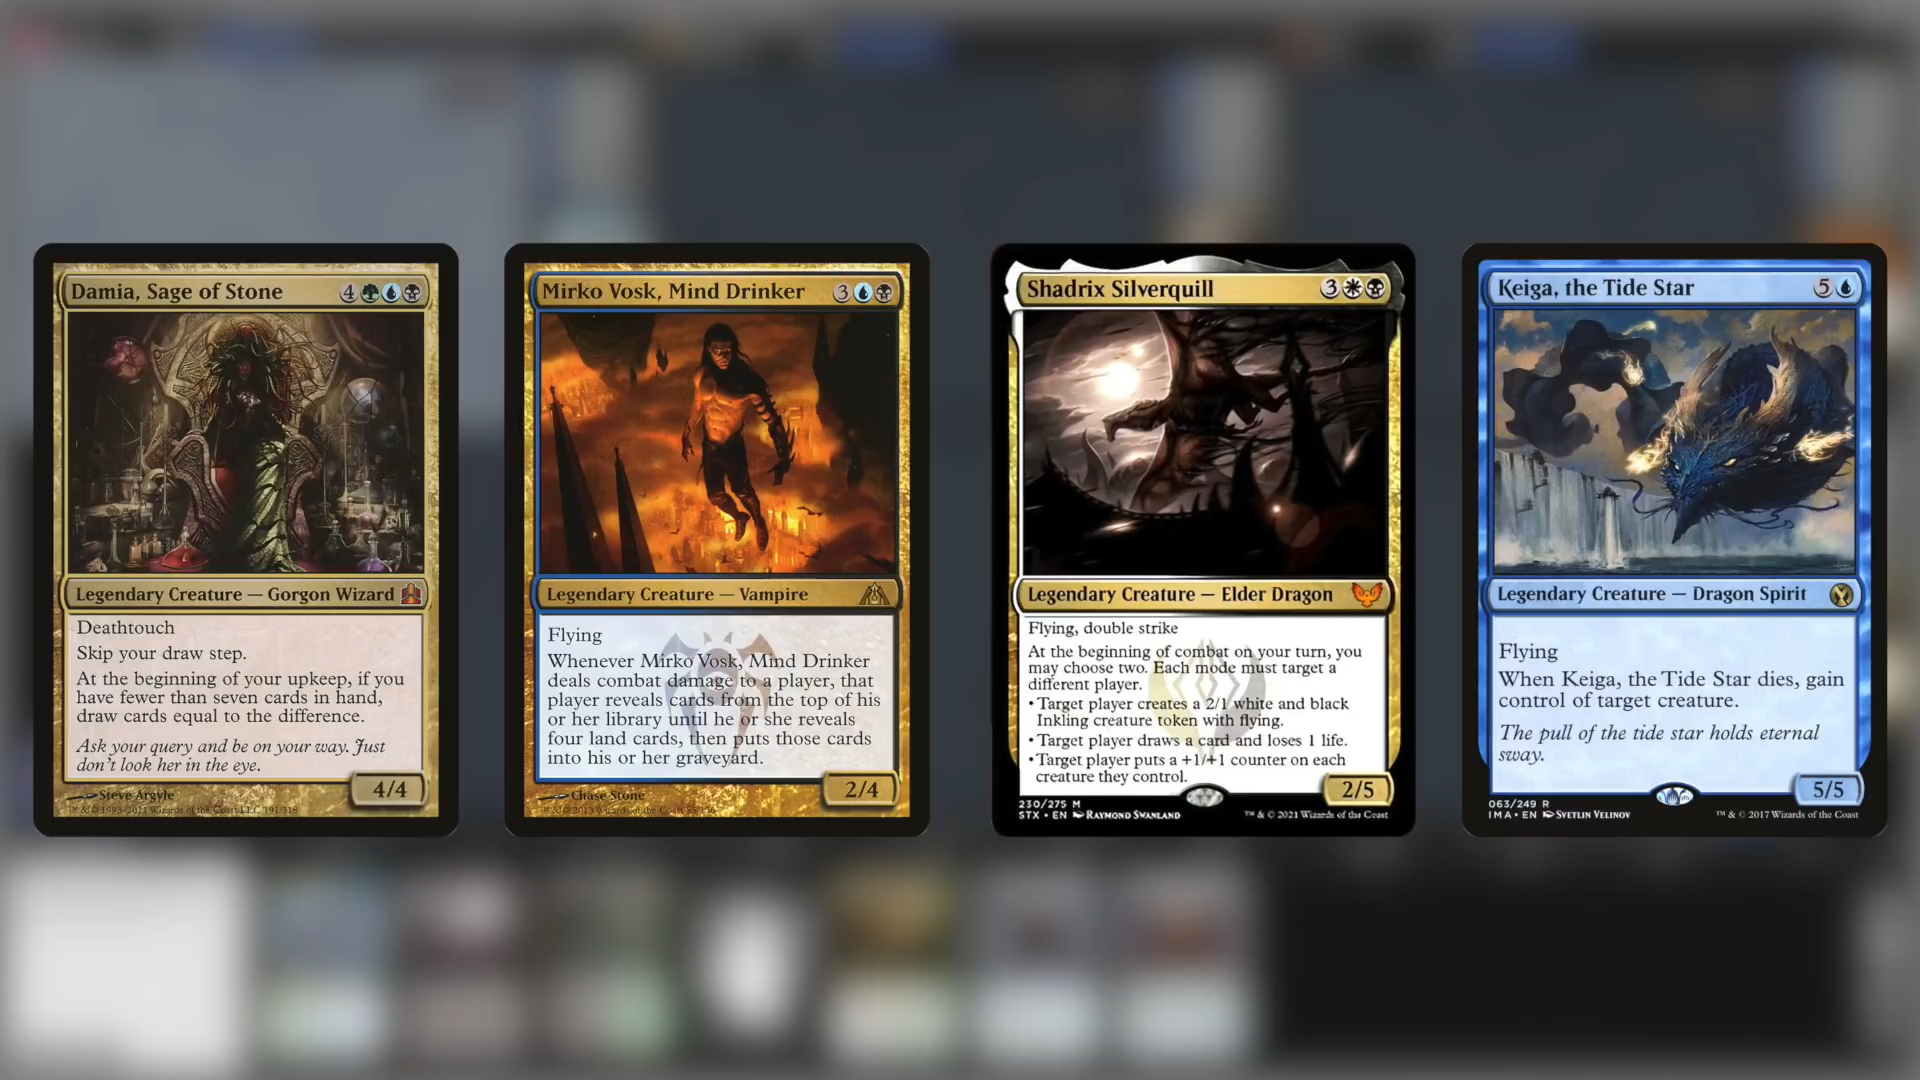 Damia, Sage of Stone
4
Legendary Creature — Gorgon Wizard
Deathtouch
Skip your draw step.
At the beginning of your upkeep, if you
have fewer than seven cards in hand,
draw cards equal to the difference.
Ask your query and be on your way. Just
don't look her in the eye.
4/4
Steve Argyle
Mirko Vosk, Mind Drinker
3
Legendary Creature — Vampire
Flying
Whenever Mirko Vosk, Mind Drinker
deals combat damage to a player, that
player reveals cards from the top of his
or her library until he or she reveals
four land cards, then puts those cards
into his or her graveyard.
2/4
Chase Stone
Shadrix Silverquill
3
Legendary Creature — Elder Dragon
Flying, double strike
At the beginning of combat on your turn, you
may choose two. Each mode must target a
different player.
• Target player creates a 2/1 white and black
Inkling creature token with flying.
• Target player draws a card and loses 1 life.
• Target player puts a +1/+1 counter on each
creature they control.
2/5
230/275 M
STX • EN Raymond Swanland
™ & © 2021 Wizards of the Coast
Keiga, the Tide Star
5
Legendary Creature — Dragon Spirit
Flying
When Keiga, the Tide Star dies, gain
control of target creature.
The pull of the tide star holds eternal
sway.
5/5
063/249 R
IMA • EN Svetlin Velinov
™ & © 2017 Wizards of the Coast